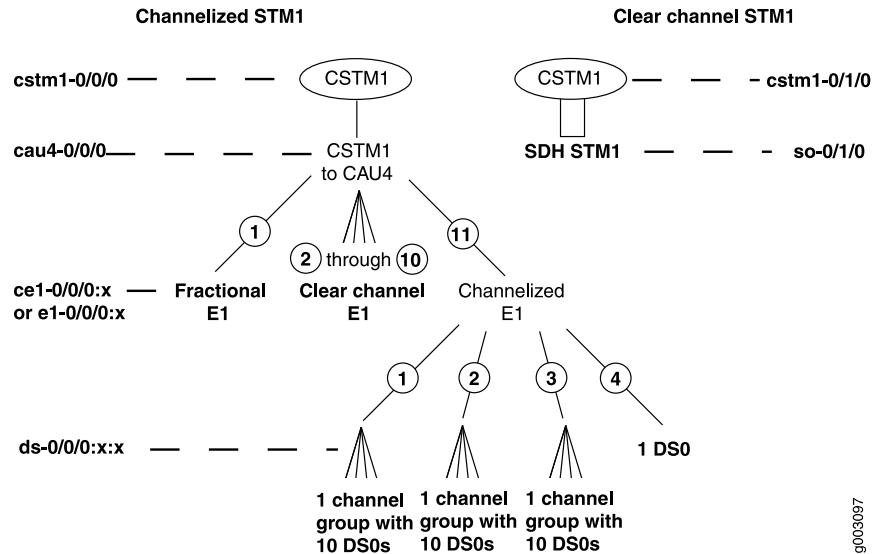 Channelized STM1
Clear channel STM1
cstm1-0/0/0
CSTM1
CSTM1
cstm1-0/1/0
cau4-0/0/0
CSTM1
to CAU4
SDH STM1
so-0/1/0
1
11
2 through 10
ce1-0/0/0:x
or e1-0/0/0:x
Fractional
E1
Clear channel
E1
Channelized
E1
1
2
3
4
ds-0/0/0:x:x
1 DS0
1 channel
group with
10 DS0s
1 channel
group with
10 DS0s
1 channel
group with
10 DS0s
g003097